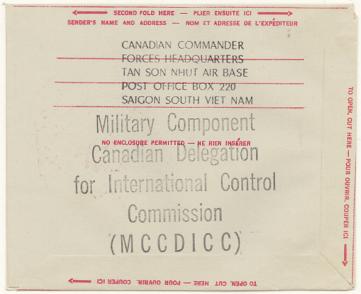 SECOND FOLD HERE — PLIER ENSUITE ICI
SENDER'S NAME AND ADDRESS — NOM ET ADRESSE DE L'EXPÉDITEUR
CANADIAN COMMANDER
FORCES HEADQUARTERS
TAN SON NHUT AIR BASE
POST OFFICE BOX 220
SAIGON SOUTH VIET NAM
Military Component
NO ENCLOSURE PERMITTED — NE RIEN INSÉRER
Canadian Delegation
for International Control
Commission
(MCCDICC)
TO OPEN, CUT HERE — POUR OUVRIR, COUPER ICI
TO OPEN, CUT HERE — POUR OUVRIR, COUPER ICI